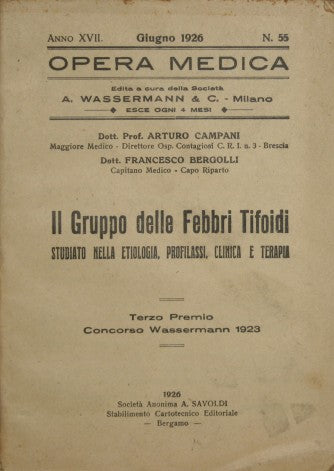 ANNO XVII. Giugno 1926 N. 55
OPERA MEDICA
Edita a cura della Società
A. WASSERMANN & C. - Milano
ESCE OGNI 4 MESI
Dott. Prof. ARTURO CAMPANI
Maggiore Medico - Direttore Osp. Contagiosi C. R. I. n. 3 - Brescia
Dott. FRANCESCO BERGOLLI
Capitano Medico - Capo Riparto
Il Gruppo delle Febbri Tifoidi
STUDIATO NELLA ETIOLOGIA, PROFILASSI, CLINICA E TERAPIA
Terzo Premio
Concorso Wassermann 1923
1926
Società Anonima A. SAVOLDI
Stabilimento Cartotecnico Editoriale
— Bergamo —